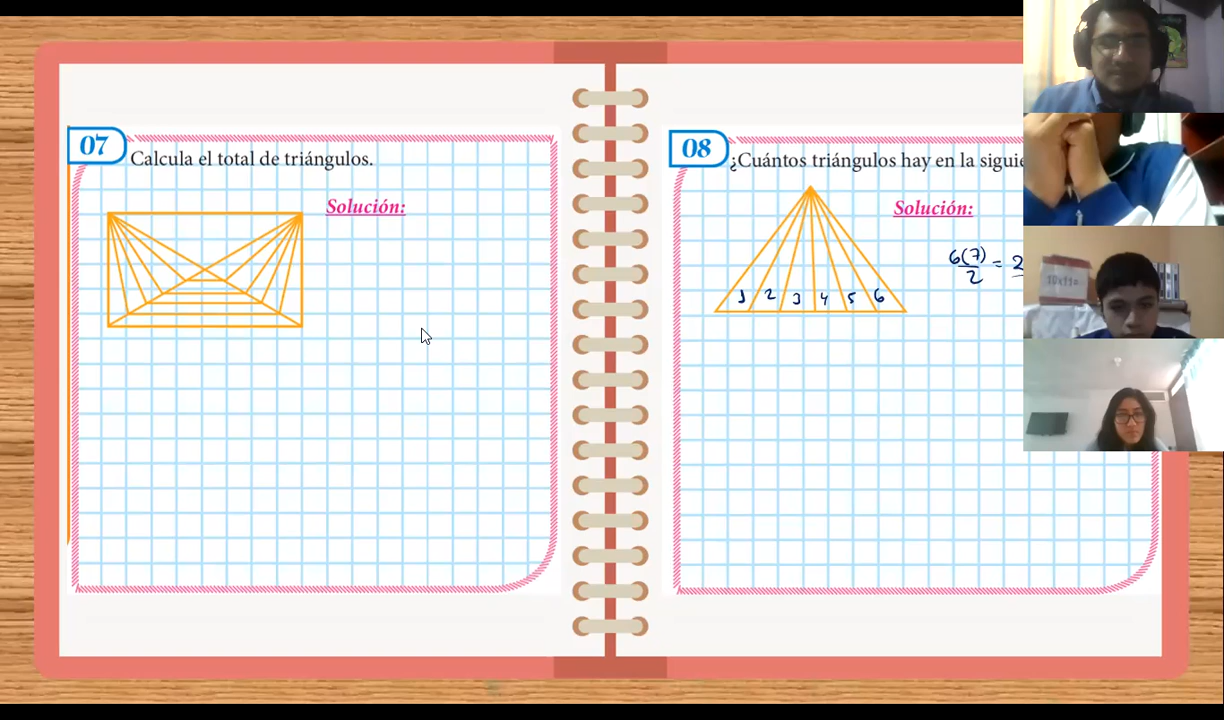 07
Calcula el total de triángulos.
Solución:
08
¿Cuántos triángulos hay en la
Solución:
6(7)/2 = 2
1 2 3 4 5 6